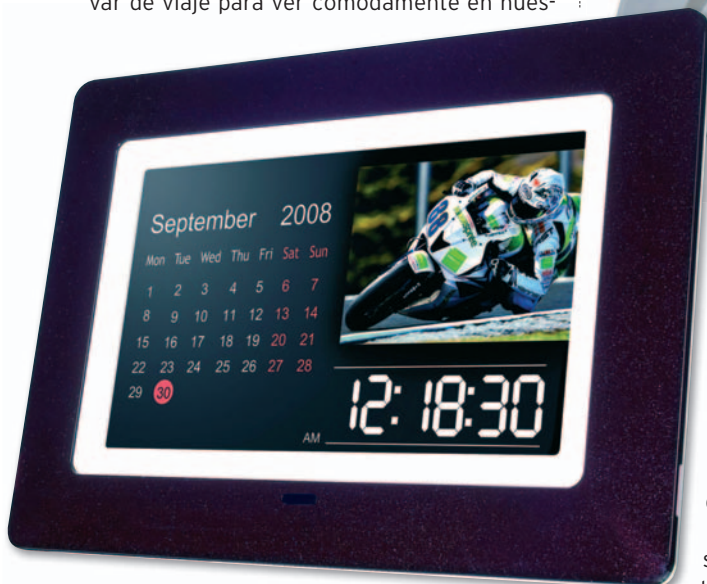 var de viaje para ver cómodamente en nues-
September 2008
Mon Tue Wed Thu Fri Sat Sun
1 2 3 4 5 6 7
8 9 10 11 12 13 14
15 16 17 18 19 20 21
22 23 24 25 26 27 28
29 30
AM 12:18:30